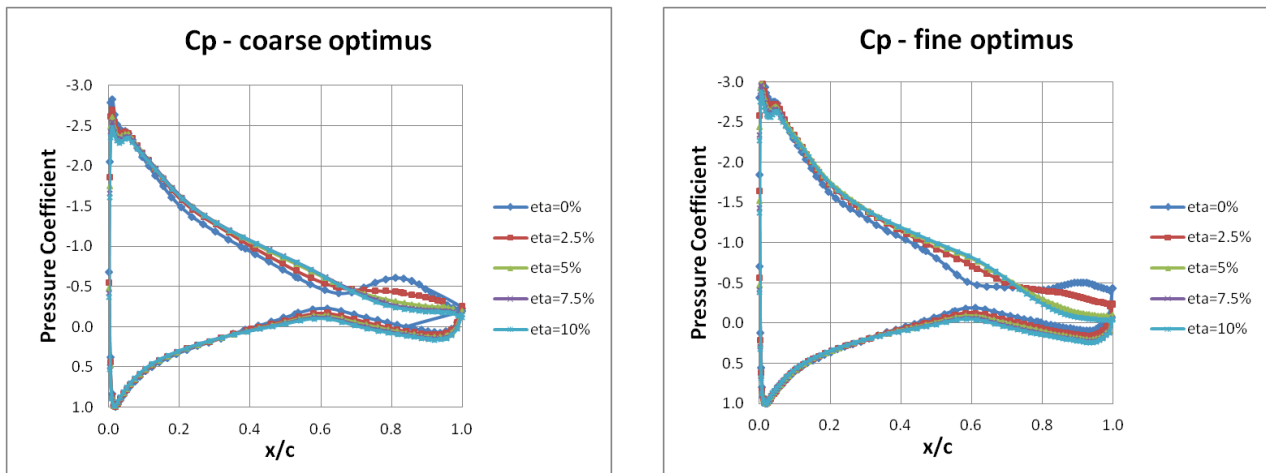 Cp - coarse optimus
Pressure Coefficient
-3.0
-2.5
-2.0
-1.5
-1.0
-0.5
0.0
0.5
1.0
0.0 0.2 0.4 0.6 0.8 1.0
x/c
eta=0%
eta=2.5%
eta=5%
eta=7.5%
eta=10%
Cp - fine optimus
Pressure Coefficient
-3.0
-2.5
-2.0
-1.5
-1.0
-0.5
0.0
0.5
1.0
0.0 0.2 0.4 0.6 0.8 1.0
x/c
eta=0%
eta=2.5%
eta=5%
eta=7.5%
eta=10%